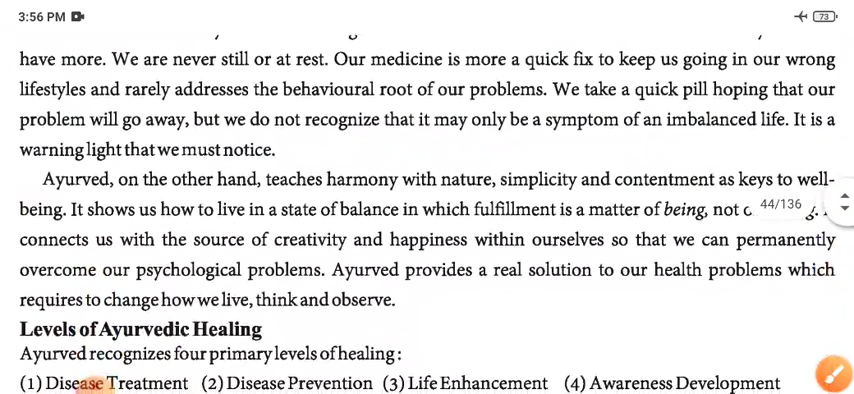 3:56 PM
73
have more. We are never still or at rest. Our medicine is more a quick fix to keep us going in our wrong
lifestyles and rarely addresses the behavioural root of our problems. We take a quick pill hoping that our
problem will go away, but we do not recognize that it may only be a symptom of an imbalanced life. It is a
warning light that we must notice.
Ayurved, on the other hand, teaches harmony with nature, simplicity and contentment as keys to well-
being. It shows us how to live in a state of balance in which fulfillment is a matter of being, not
44/136
connects us with the source of creativity and happiness within ourselves so that we can permanently
overcome our psychological problems. Ayurved provides a real solution to our health problems which
requires to change how we live, think and observe.
Levels of Ayurvedic Healing
Ayurved recognizes four primary levels of healing :
(1) Disease Treatment (2) Disease Prevention (3) Life Enhancement (4) Awareness Development